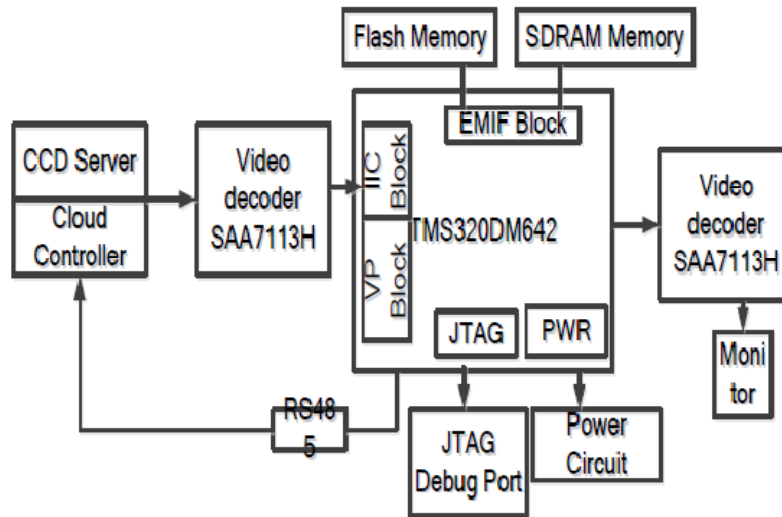 Flash Memory
SDRAM Memory
EMIF Block
CCD Server
Cloud
Controller
Video
decoder
SAA7113H
IIC
Block
VP
Block
TMS320DM642
JTAG
PWR
Video
decoder
SAA7113H
Moni
tor
RS48
5
JTAG
Debug Port
Power
Circuit